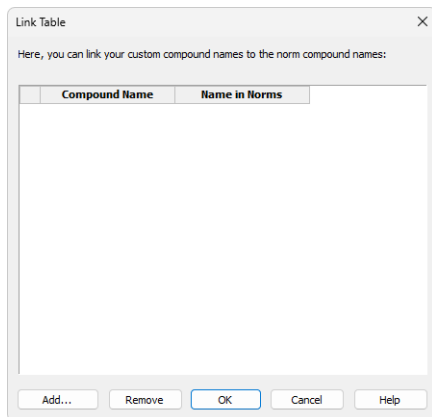 Link Table
Here, you can link your custom compound names to the norm compound names:
Compound Name Name in Norms
Add... Remove OK Cancel Help